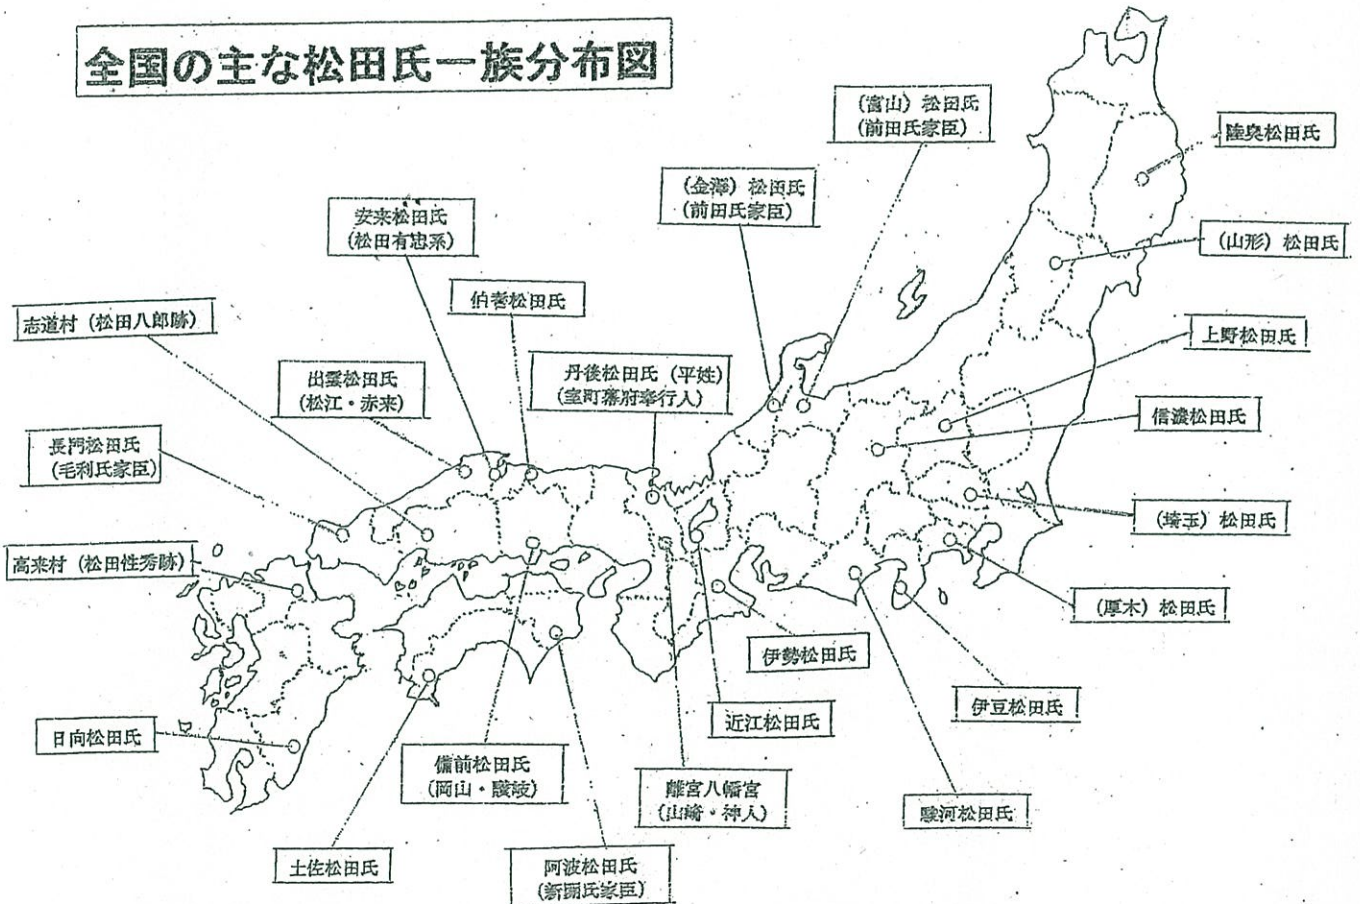 全国の主な松田氏一族分布図
(富山) 松田氏
(前田氏家臣)
陸奥松田氏
(金澤) 松田氏
(前田氏家臣)
安来松田氏
(松田有忠系)
(山形) 松田氏
伯耆松田氏
志道村 (松田八郎跡)
上野松田氏
出雲松田氏
(松江・赤来)
丹後松田氏 (平姓)
(室町幕府奉行人)
信濃松田氏
長門松田氏
(毛利氏家臣)
(埼玉) 松田氏
高来村 (松田性秀跡)
(厚木) 松田氏
伊勢松田氏
伊豆松田氏
近江松田氏
日向松田氏
備前松田氏
離宮八幡宮
(山崎・神人)
駿河松田氏
土佐松田氏
阿波松田氏